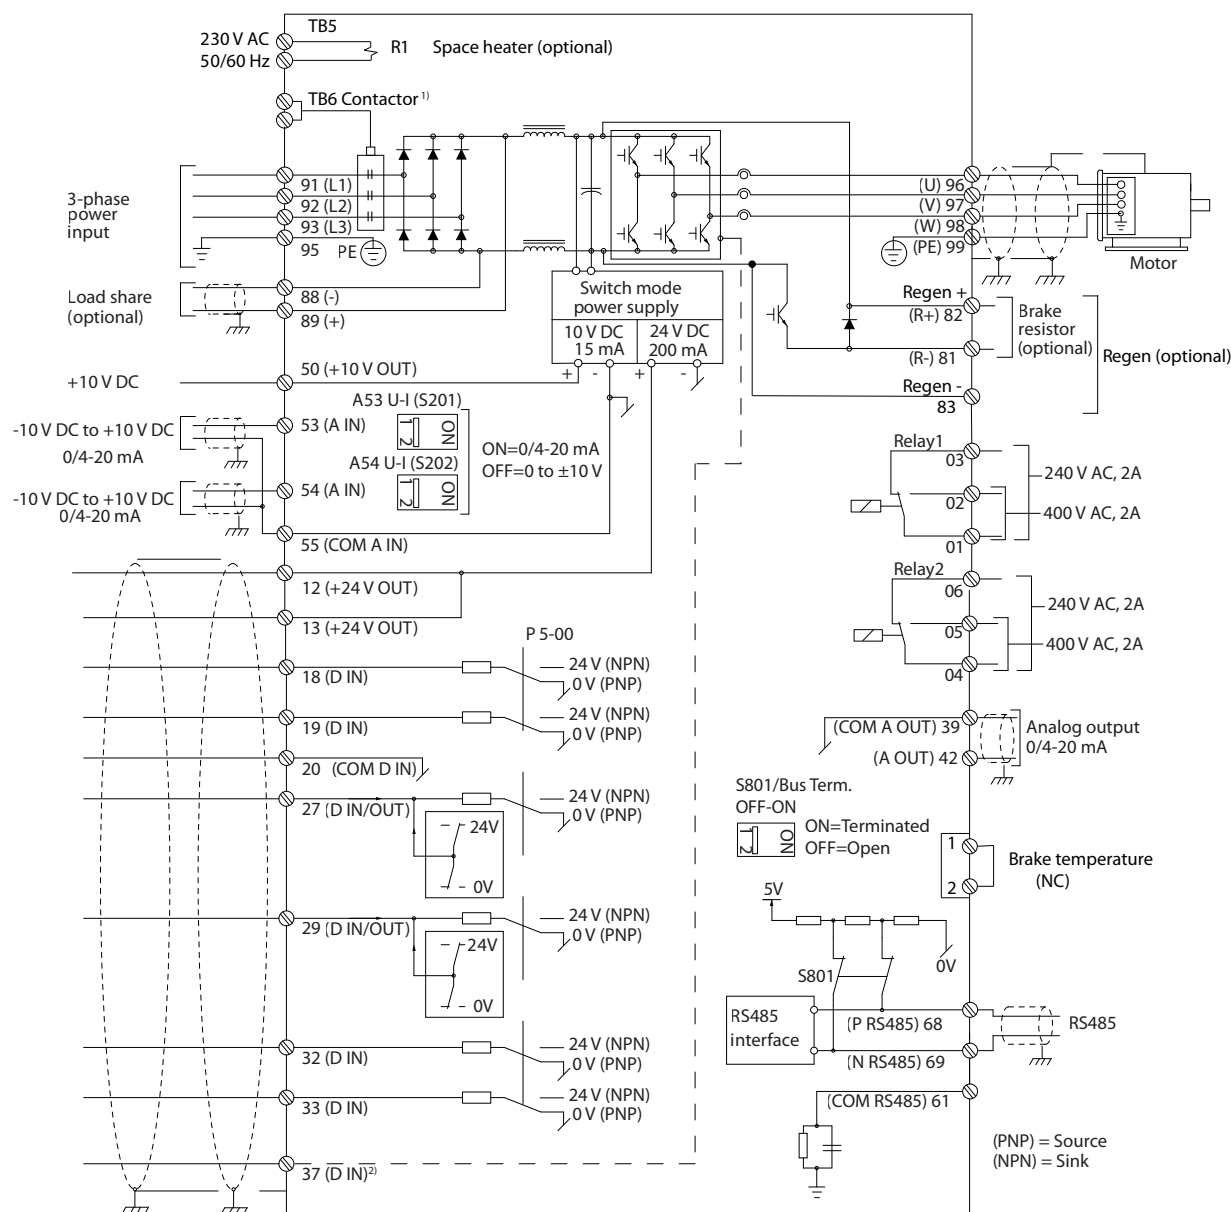 TB5
230 V AC
50/60 Hz
R1
Space heater (optional)
TB6 Contactor 1)
3-phase
power
input
91 (L1)
92 (L2)
93 (L3)
95
PE
(U) 96
(V) 97
(W) 98
(PE) 99
Motor
Load share
(optional)
88 (-)
89 (+)
Switch mode
power supply
10 V DC
15 mA
24 V DC
200 mA
+ - + -
Regen +
(R+) 82
Brake
resistor
(optional)
Regen (optional)
(R-) 81
Regen -
83
+10 V DC
50 (+10 V OUT)
A53 U-I (S201)
1 2
ON
-10 V DC to +10 V DC
0/4-20 mA
53 (A IN)
ON=0/4-20 mA
OFF=0 to ±10 V
A54 U-I (S202)
1 2
ON
-10 V DC to +10 V DC
0/4-20 mA
54 (A IN)
55 (COM A IN)
Relay1
03
240 V AC, 2A
02
400 V AC, 2A
01
Relay2
06
240 V AC, 2A
05
400 V AC, 2A
04
12 (+24 V OUT)
13 (+24 V OUT)
P 5-00
18 (D IN)
24 V (NPN)
0 V (PNP)
19 (D IN)
24 V (NPN)
0 V (PNP)
20 (COM D IN)
27 (D IN/OUT)
24 V (NPN)
0 V (PNP)
24V
0V
29 (D IN/OUT)
24 V (NPN)
0 V (PNP)
24V
0V
32 (D IN)
24 V (NPN)
0 V (PNP)
33 (D IN)
24 V (NPN)
0 V (PNP)
37 (D IN) 2)
(COM A OUT) 39
(A OUT) 42
Analog output
0/4-20 mA
S801/Bus Term.
OFF-ON
1 2
ON
ON=Terminated
OFF=Open
1
2
Brake temperature
(NC)
5V
0V
S801
RS485
interface
(P RS485) 68
(N RS485) 69
RS485
(COM RS485) 61
(PNP) = Source
(NPN) = Sink